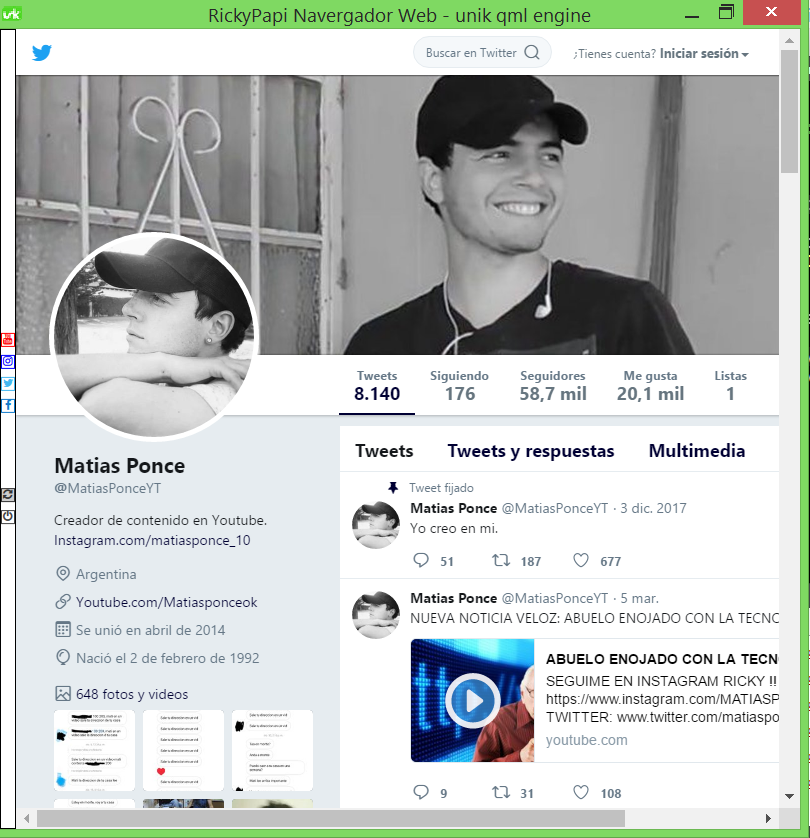 RickyPapi Navergador Web - unik qml engine
unik
Buscar en Twitter
¿Tienes cuenta? Iniciar sesión
Tweets Siguiendo Seguidores Me gusta Listas
8.140 176 58,7 mil 20,1 mil 1
Matias Ponce
@MatiasPonceYT
Creador de contenido en Youtube.
Instagram.com/matiasponce_10
Argentina
Youtube.com/Matiasponceok
Se unió en abril de 2014
Nació el 2 de febrero de 1992
648 fotos y videos
Tweets Tweets y respuestas Multimedia
Tweet fijado
Matias Ponce @MatiasPonceYT · 3 dic. 2017
Yo creo en mi.
51 187 677
Matias Ponce @MatiasPonceYT · 5 mar.
NUEVA NOTICIA VELOZ: ABUELO ENOJADO CON LA TECNO
ABUELO ENOJADO CON LA TECN
SEGUIME EN INSTAGRAM RICKY !!
https://www.instagram.com/MATIASP
TWITTER: www.twitter.com/matiaspo
youtube.com
9 31 108